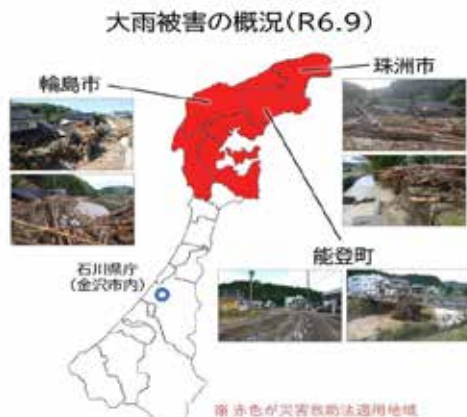 大雨被害の概況(R6.9)
珠洲市
輪島市
能登町
石川県庁
(金沢市内)
※ 赤色が災害救助法適用地域